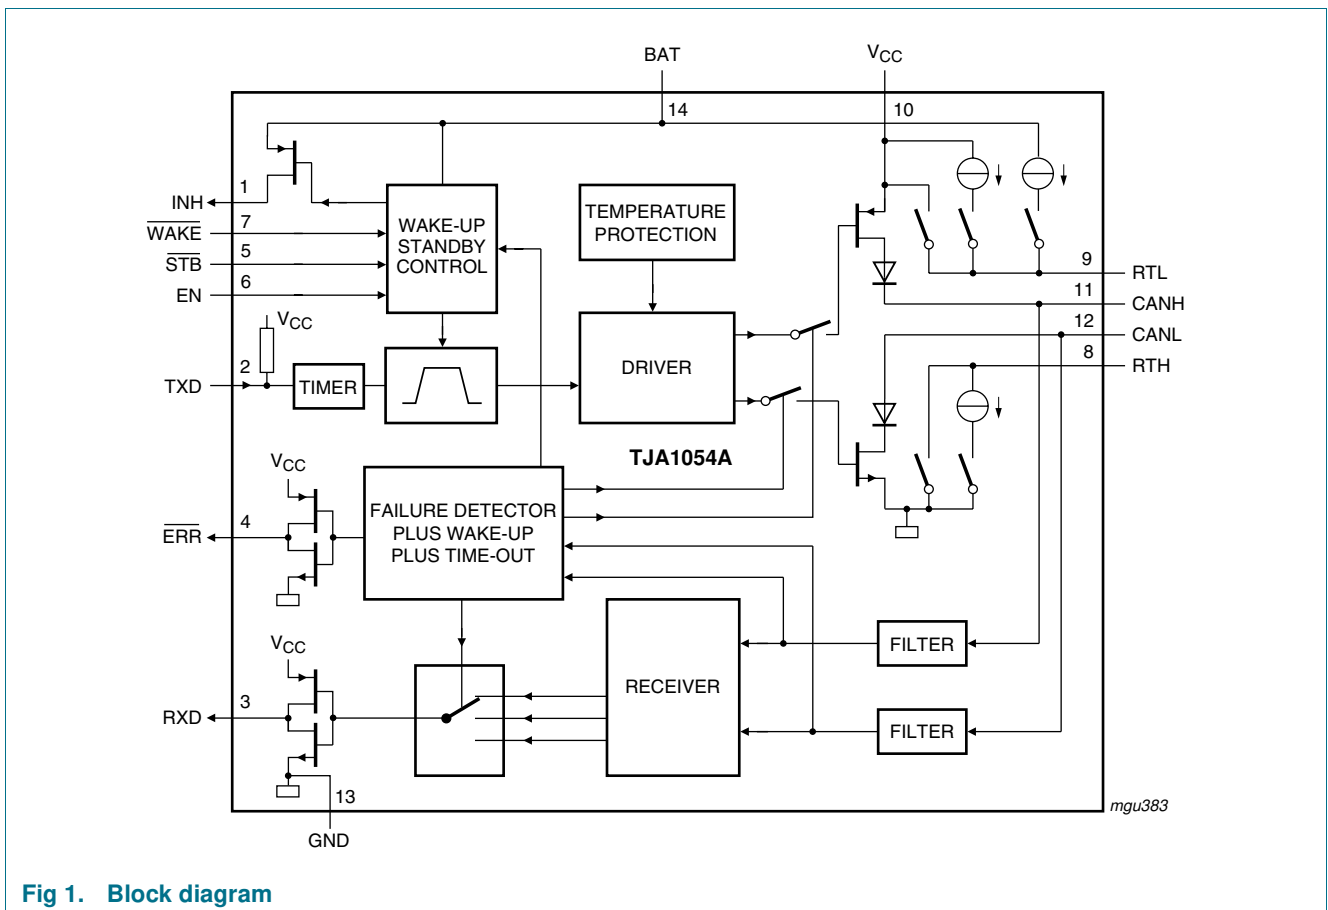 BAT
VCC
14
10
1
INH
7
WAKE
5
STB
6
EN
WAKE-UP
STANDBY
CONTROL
TEMPERATURE
PROTECTION
9
RTL
11
CANH
12
CANL
8
RTH
VCC
2
TXD
TIMER
DRIVER
TJA1054A
VCC
4
ERR
FAILURE DETECTOR
PLUS WAKE-UP
PLUS TIME-OUT
VCC
3
RXD
RECEIVER
FILTER
FILTER
13
GND
mgu383
Fig 1. Block diagram